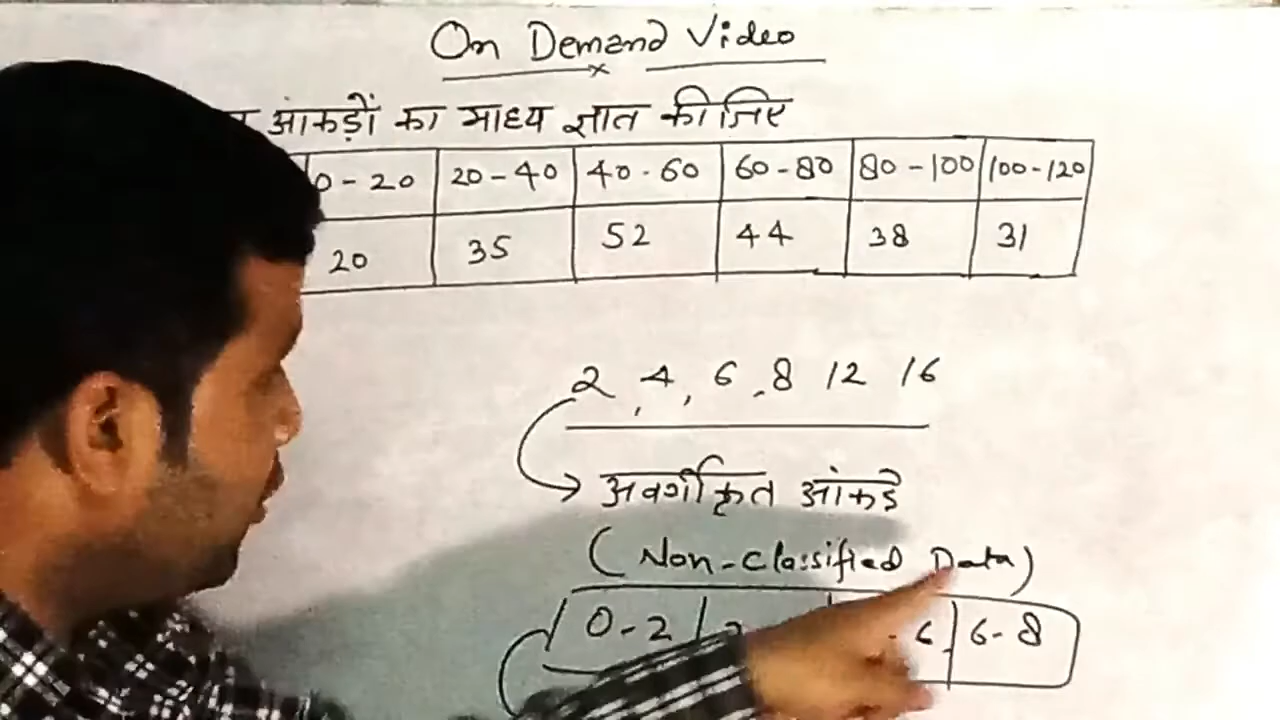 On Demand Video
आंकड़ों का माध्य ज्ञात कीजिए
0-20 20-40 40-60 60-80 80-100 100-120
20 35 52 44 38 31
2, 4, 6, 8 12 16
अवर्गीकृत आंकडे
(Non-Classified Data)
0-2 6 6-8